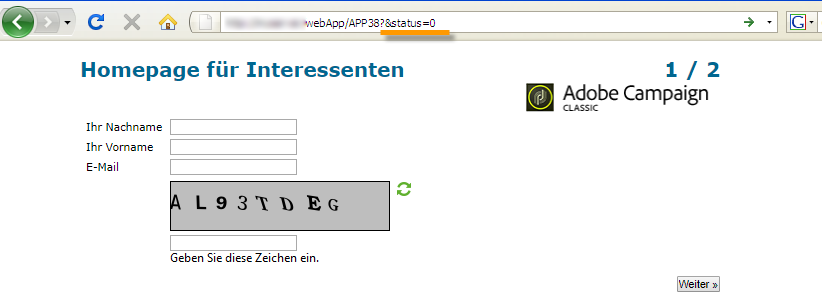 webApp/APP38?&status=0
G
Homepage für Interessenten
1 / 2
Adobe Campaign
CLASSIC
Ihr Nachname
Ihr Vorname
E-Mail
A L 9 3 T D E G
Geben Sie diese Zeichen ein.
Weiter »